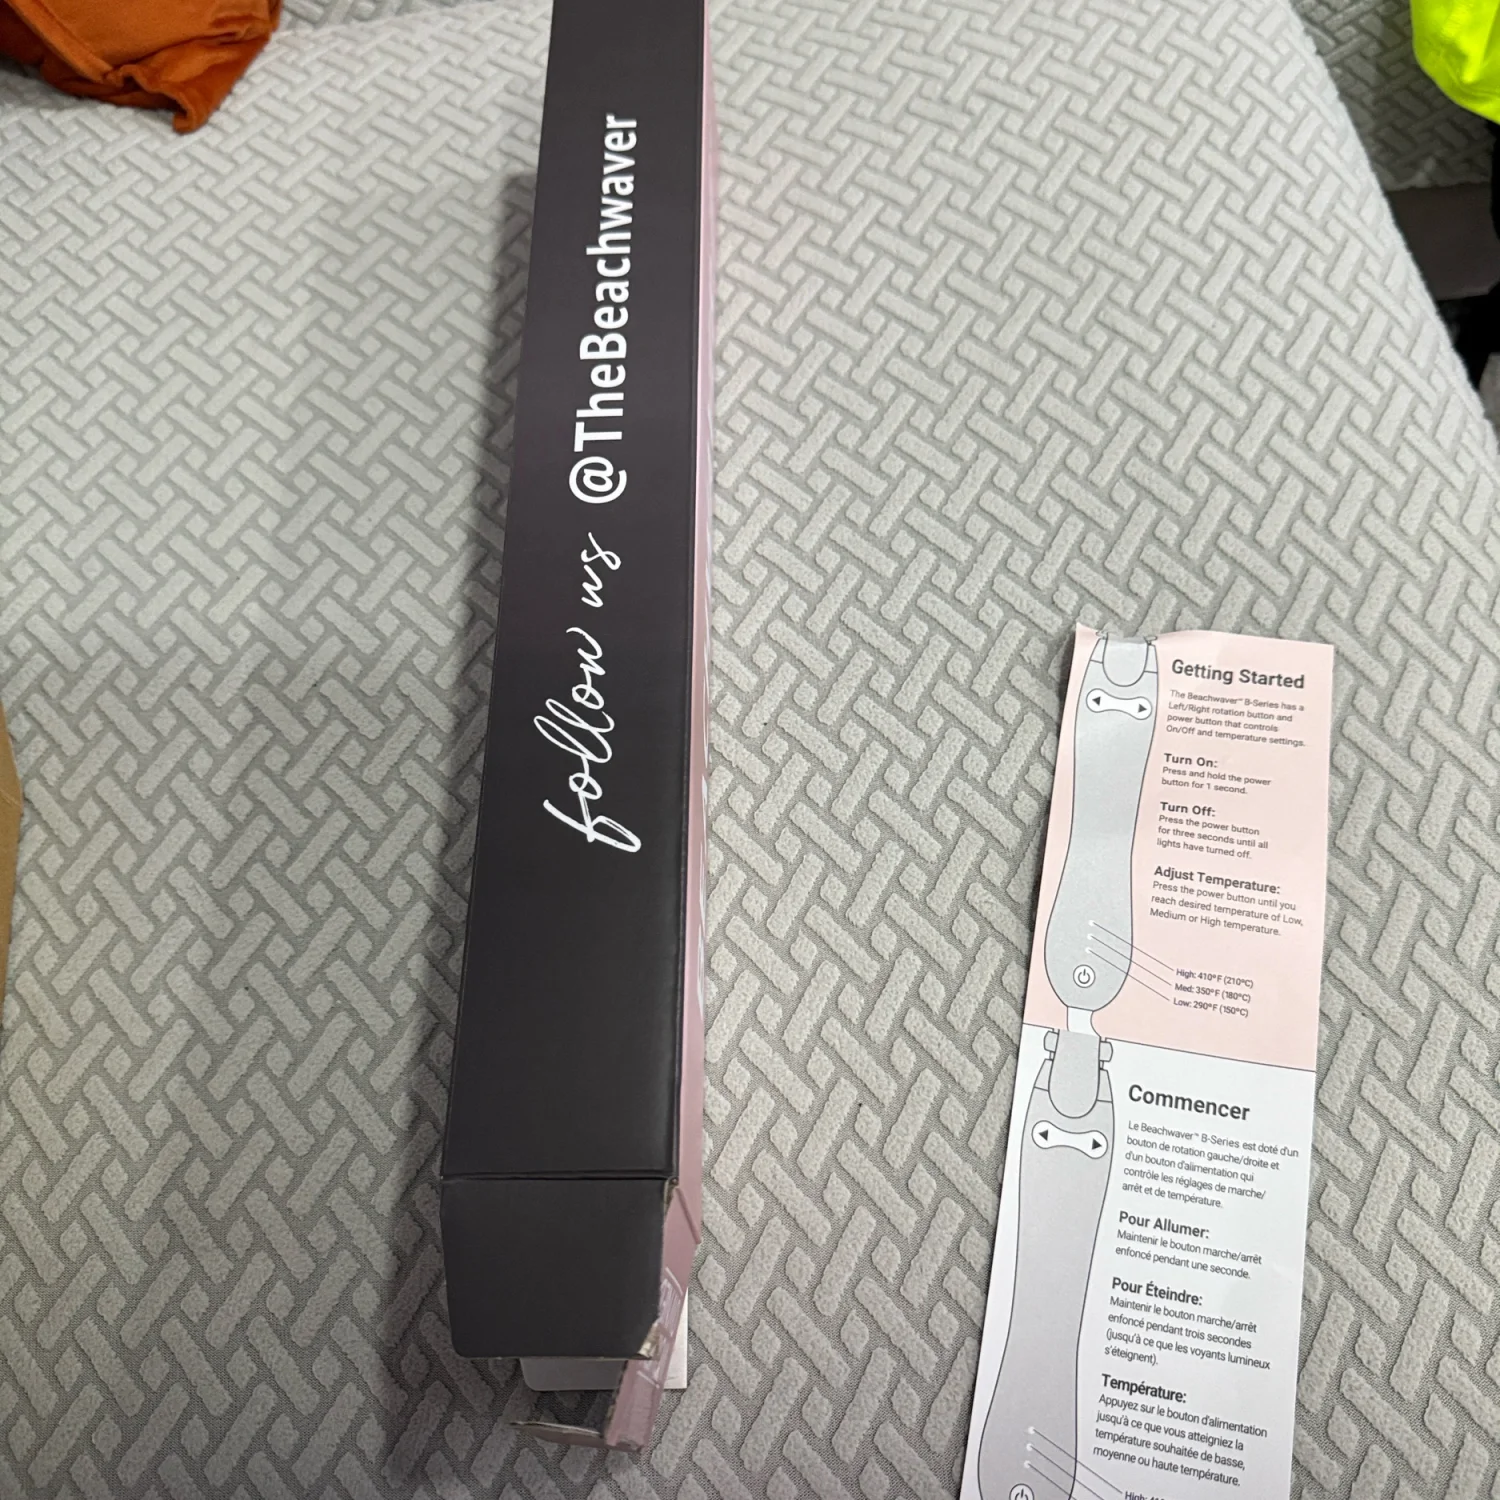 follow us @TheBeachwaver
Getting Started
The Beachwaver™ B-Series has a
Left/Right rotation button and
power button that controls
On/Off and temperature settings.
Turn On:
Press and hold the power
button for 1 second.
Turn Off:
Press the power button
for three seconds until all
lights have turned off.
Adjust Temperature:
Press the power button until you
reach desired temperature of Low,
Medium or High temperature.
High: 410°F (210°C)
Med: 350°F (180°C)
Low: 290°F (150°C)
Commencer
Le Beachwaver™ B-Series est doté d'un
bouton de rotation gauche/droite et
d'un bouton d'alimentation qui
contrôle les réglages de marche/
arrêt et de température.
Pour Allumer:
Maintenir le bouton marche/arrêt
enfoncé pendant une seconde.
Pour Éteindre:
Maintenir le bouton marche/arrêt
enfoncé pendant trois secondes
(jusqu'à ce que les voyants lumineux
s'éteignent).
Température:
Appuyez sur le bouton d'alimentation
jusqu'à ce que vous atteigniez la
température souhaitée de basse,
moyenne ou haute température.
High: